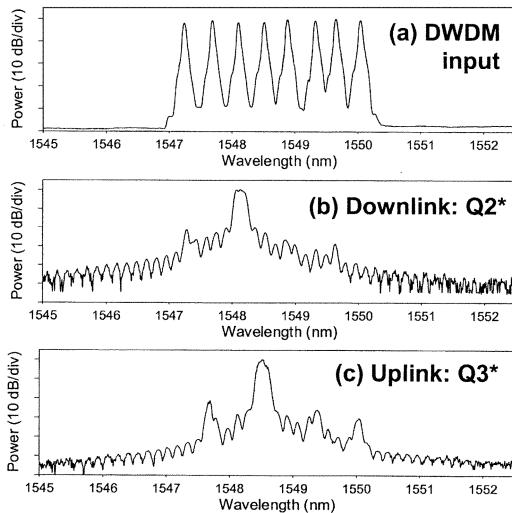 (a) DWDM
input
Power (10 dB/div)
1545 1546 1547 1548 1549 1550 1551 1552
Wavelength (nm)
(b) Downlink: Q2*
Power (10 dB/div)
1545 1546 1547 1548 1549 1550 1551 1552
Wavelength (nm)
(c) Uplink: Q3*
Power (10 dB/div)
1545 1546 1547 1548 1549 1550 1551 1552
Wavelength (nm)